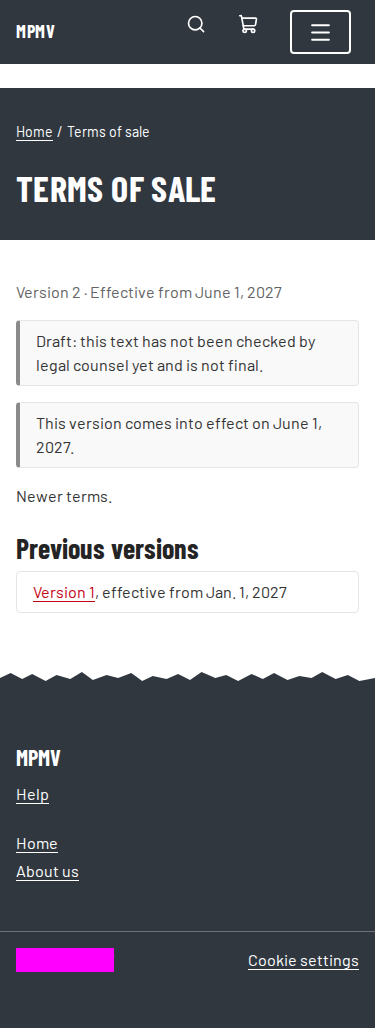 MPMV
Home / Terms of sale
TERMS OF SALE
Version 2 · Effective from June 1, 2027
Draft: this text has not been checked by
legal counsel yet and is not final.
This version comes into effect on June 1,
2027.
Newer terms.
Previous versions
Version 1, effective from Jan. 1, 2027
MPMV
Help
Home
About us
Cookie settings